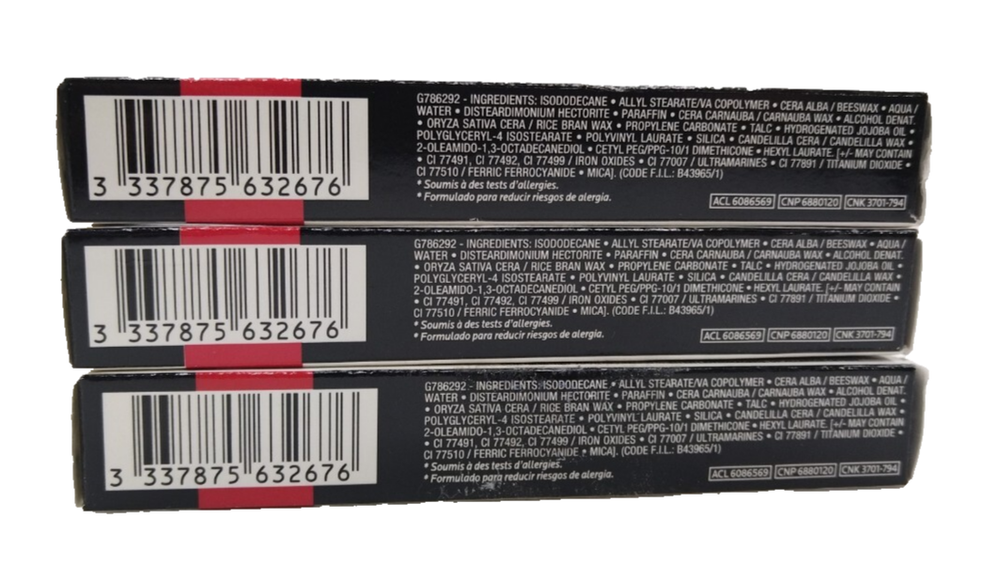 3 337875 632676
G786292 - INGREDIENTS: ISODODECANE • ALLYL STEARATE/VA COPOLYMER • CERA ALBA / BEESWAX • AQUA /
WATER • DISTEARDIMONIUM HECTORITE • PARAFFIN • CERA CARNAUBA / CARNAUBA WAX • ALCOHOL DENAT.
• ORYZA SATIVA CERA / RICE BRAN WAX • PROPYLENE CARBONATE • TALC • HYDROGENATED JOJOBA OIL •
POLYGLYCERYL-4 ISOSTEARATE • POLYVINYL LAURATE • SILICA • CANDELILLA CERA / CANDELILLA WAX •
2-OLEAMIDO-1,3-OCTADECANEDIOL • CETYL PEG/PPG-10/1 DIMETHICONE • HEXYL LAURATE. [+/- MAY CONTAIN
• CI 77491, CI 77492, CI 77499 / IRON OXIDES • CI 77007 / ULTRAMARINES • CI 77891 / TITANIUM DIOXIDE •
CI 77510 / FERRIC FERROCYANIDE • MICA]. (CODE F.I.L.: B43965/1)
* Soumis à des tests d'allergies.
* Formulado para reducir riesgos de alergia.
ACL 6086569 CNP 6880120 CNK 3701-794
3 337875 632676
G786292 - INGREDIENTS: ISODODECANE • ALLYL STEARATE/VA COPOLYMER • CERA ALBA / BEESWAX • AQUA /
WATER • DISTEARDIMONIUM HECTORITE • PARAFFIN • CERA CARNAUBA / CARNAUBA WAX • ALCOHOL DENAT.
• ORYZA SATIVA CERA / RICE BRAN WAX • PROPYLENE CARBONATE • TALC • HYDROGENATED JOJOBA OIL •
POLYGLYCERYL-4 ISOSTEARATE • POLYVINYL LAURATE • SILICA • CANDELILLA CERA / CANDELILLA WAX •
2-OLEAMIDO-1,3-OCTADECANEDIOL • CETYL PEG/PPG-10/1 DIMETHICONE • HEXYL LAURATE. [+/- MAY CONTAIN
• CI 77491, CI 77492, CI 77499 / IRON OXIDES • CI 77007 / ULTRAMARINES • CI 77891 / TITANIUM DIOXIDE •
CI 77510 / FERRIC FERROCYANIDE • MICA]. (CODE F.I.L.: B43965/1)
* Soumis à des tests d'allergies.
* Formulado para reducir riesgos de alergia.
ACL 6086569 CNP 6880120 CNK 3701-794
3 337875 632676
G786292 - INGREDIENTS: ISODODECANE • ALLYL STEARATE/VA COPOLYMER • CERA ALBA / BEESWAX • AQUA /
WATER • DISTEARDIMONIUM HECTORITE • PARAFFIN • CERA CARNAUBA / CARNAUBA WAX • ALCOHOL DENAT.
• ORYZA SATIVA CERA / RICE BRAN WAX • PROPYLENE CARBONATE • TALC • HYDROGENATED JOJOBA OIL •
POLYGLYCERYL-4 ISOSTEARATE • POLYVINYL LAURATE • SILICA • CANDELILLA CERA / CANDELILLA WAX •
2-OLEAMIDO-1,3-OCTADECANEDIOL • CETYL PEG/PPG-10/1 DIMETHICONE • HEXYL LAURATE. [+/- MAY CONTAIN
• CI 77491, CI 77492, CI 77499 / IRON OXIDES • CI 77007 / ULTRAMARINES • CI 77891 / TITANIUM DIOXIDE •
CI 77510 / FERRIC FERROCYANIDE • MICA]. (CODE F.I.L.: B43965/1)
* Soumis à des tests d'allergies.
* Formulado para reducir riesgos de alergia.
ACL 6086569 CNP 6880120 CNK 3701-794